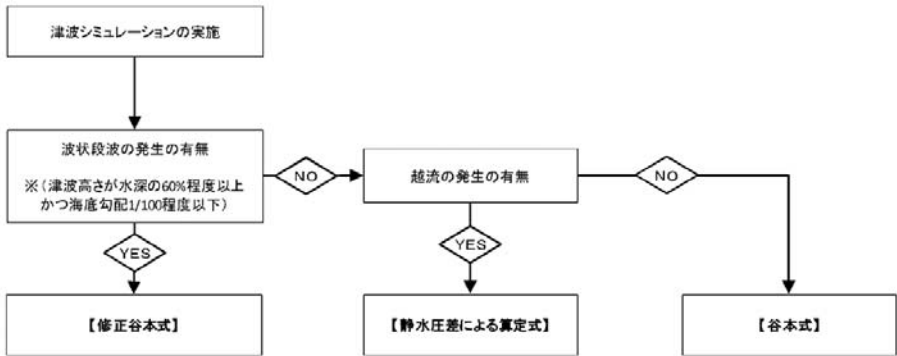 津波シミュレーションの実施
波状段波の発生の有無
※(津波高さが水深の60%程度以上
かつ海底勾配1/100程度以下)
NO
越流の発生の有無
NO
YES
YES
【修正谷本式】
【静水圧差による算定式】
【谷本式】